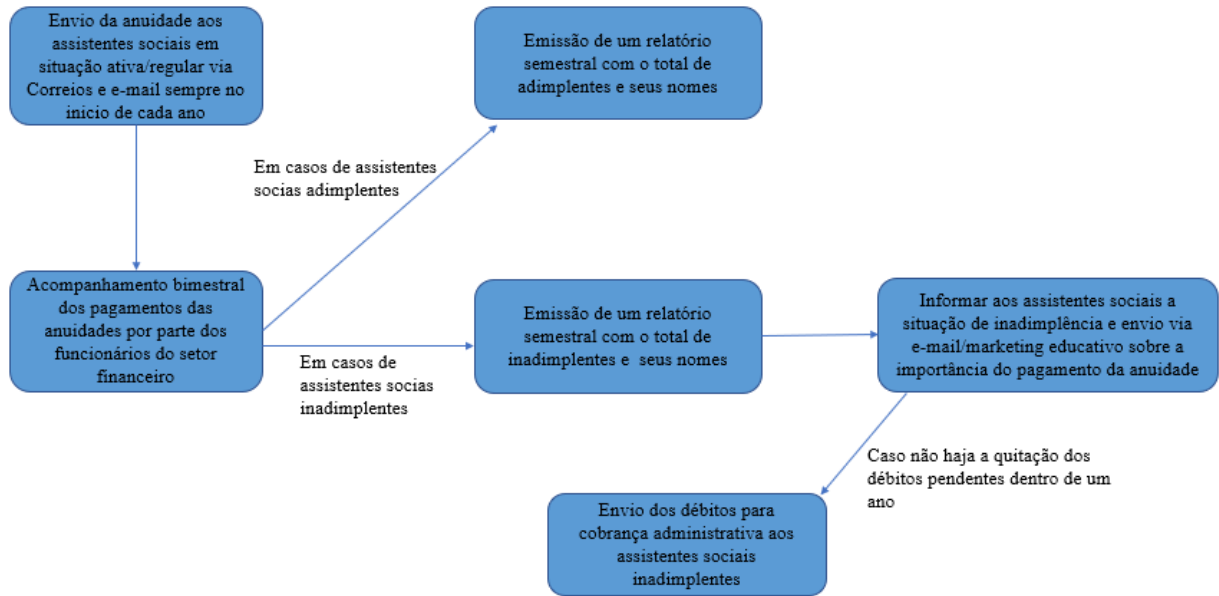 Envio da anuidade aos
assistentes sociais em
situação ativa/regular via
Correios e e-mail sempre no
inicio de cada ano
Emissão de um relatório
semestral com o total de
adimplentes e seus nomes
Em casos de assistentes
socias adimplentes
Acompanhamento bimestral
dos pagamentos das
anuidades por parte dos
funcionários do setor
financeiro
Em casos de
assistentes socias
inadimplentes
Emissão de um relatório
semestral com o total de
inadimplentes e seus nomes
Informar aos assistentes sociais a
situação de inadimplência e envio via
e-mail/marketing educativo sobre a
importância do pagamento da anuidade
Caso não haja a quitação dos
débitos pendentes dentro de um
ano
Envio dos débitos para
cobrança administrativa aos
assistentes sociais
inadimplentes